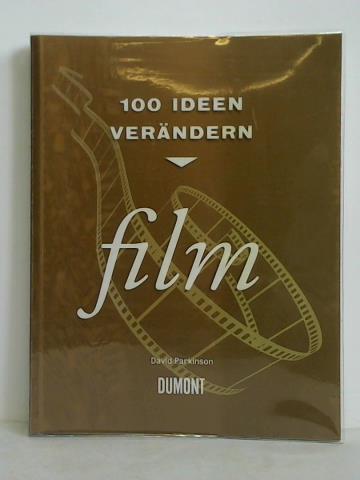 100 IDEEN
VERÄNDERN
film
David Parkinson
DUMONT